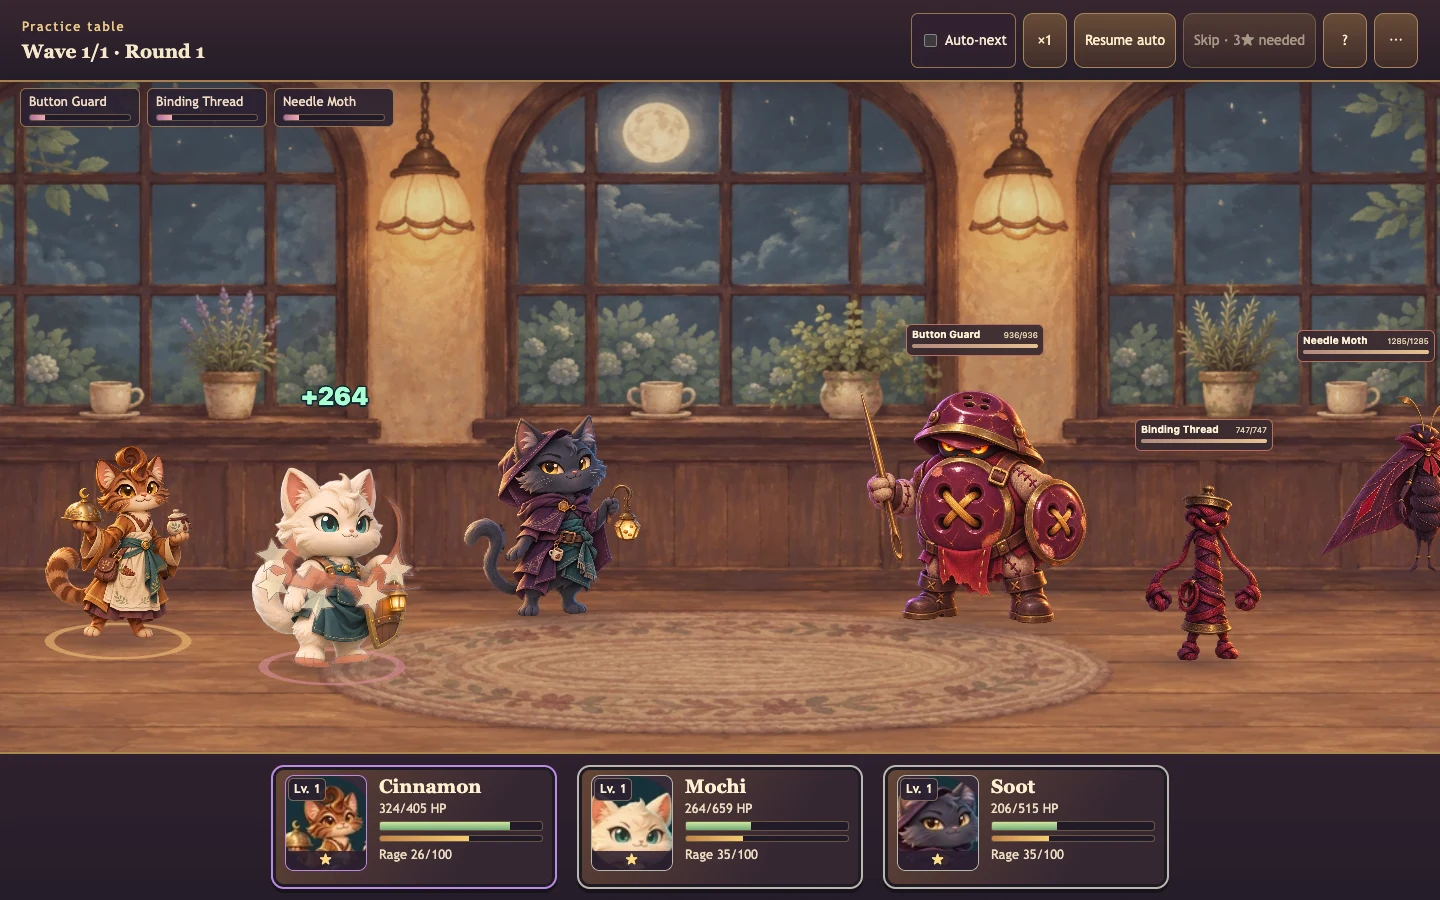 Practice table
Wave 1/1 · Round 1
Auto-next
×1
Resume auto
Skip · 3★ needed
?
...
Button Guard
Binding Thread
Needle Moth
+264
Button Guard 936/936
Needle Moth 1285/1285
Binding Thread 747/747
Lv. 1
Cinnamon
324/405 HP
Rage 26/100
Lv. 1
Mochi
264/659 HP
Rage 35/100
Lv. 1
Soot
206/515 HP
Rage 35/100